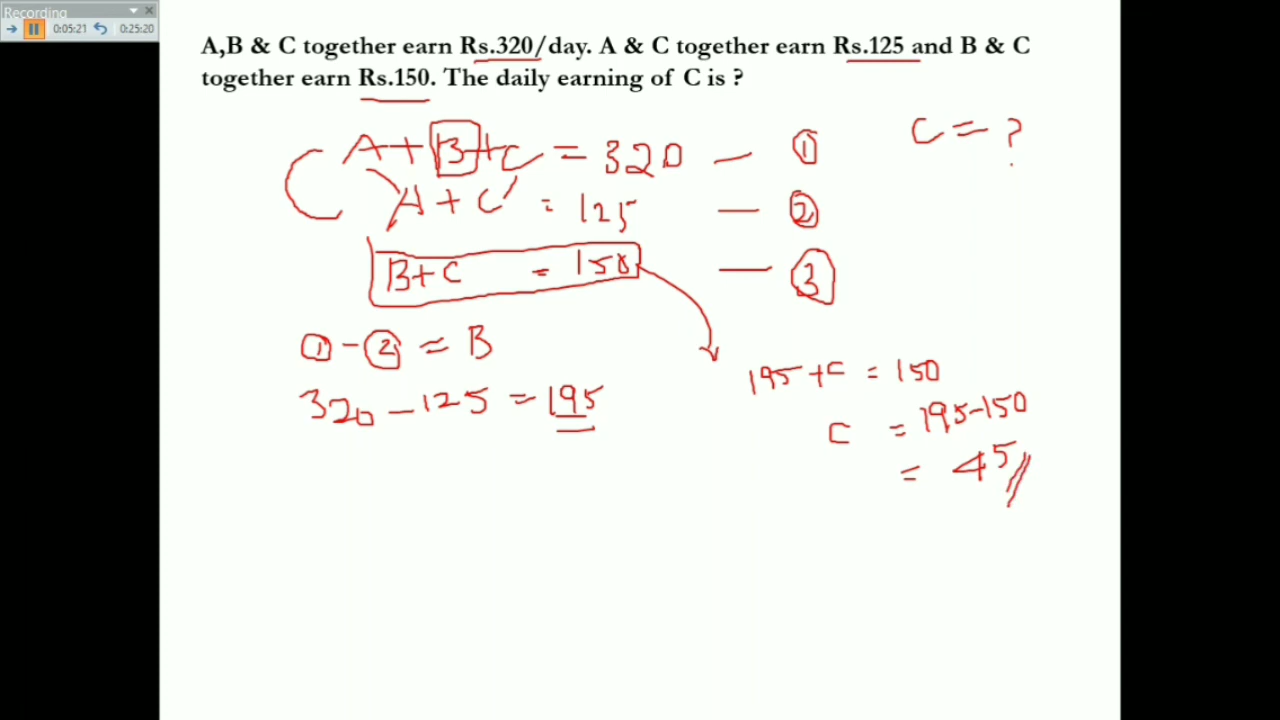 Recording
0:05:21 0:25:20
A,B & C together earn Rs.320/day. A & C together earn Rs.125 and B & C
together earn Rs.150. The daily earning of C is ?
C = ?
A + B + C = 320 — ①
A + C = 125 — ②
B + C = 150 — ③
① - ② = B
320 - 125 = 195
195 + C = 150
C = 195-150
= 45//